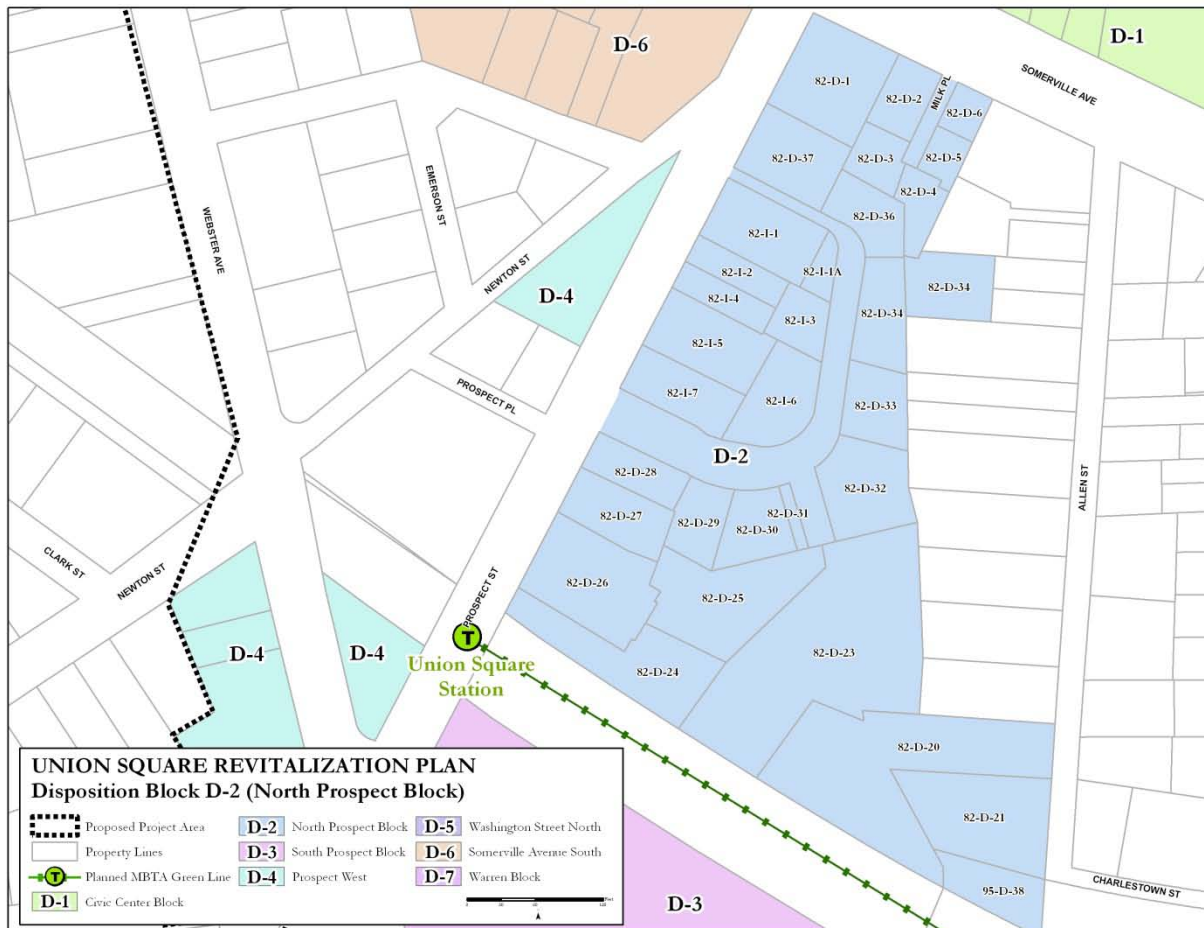 D-6
D-1
SOMERVILLE AVE
82-D-1
82-D-2
MILK PL
82-D-6
82-D-37
82-D-3
82-D-5
82-D-4
82-D-36
EMERSON ST
WEBSTER AVE
NEWTON ST
D-4
82-I-1
82-I-1A
82-I-2
82-I-4
82-I-3
82-D-34
82-D-34
82-I-5
82-I-7
82-I-6
82-D-33
PROSPECT PL
D-2
82-D-28
82-D-32
82-D-27
82-D-29
82-D-31
82-D-30
ALLEN ST
CLARK ST
NEWTON ST
82-D-26
82-D-25
PROSPECT ST
T
D-4
D-4
Union Square
Station
82-D-23
82-D-24
82-D-20
82-D-21
95-D-38
CHARLESTOWN ST
D-3
UNION SQUARE REVITALIZATION PLAN
Disposition Block D-2 (North Prospect Block)
Proposed Project Area
D-2 North Prospect Block
D-5 Washington Street North
Property Lines
D-3 South Prospect Block
D-6 Somerville Avenue South
T Planned MBTA Green Line
D-4 Prospect West
D-7 Warren Block
D-1 Civic Center Block